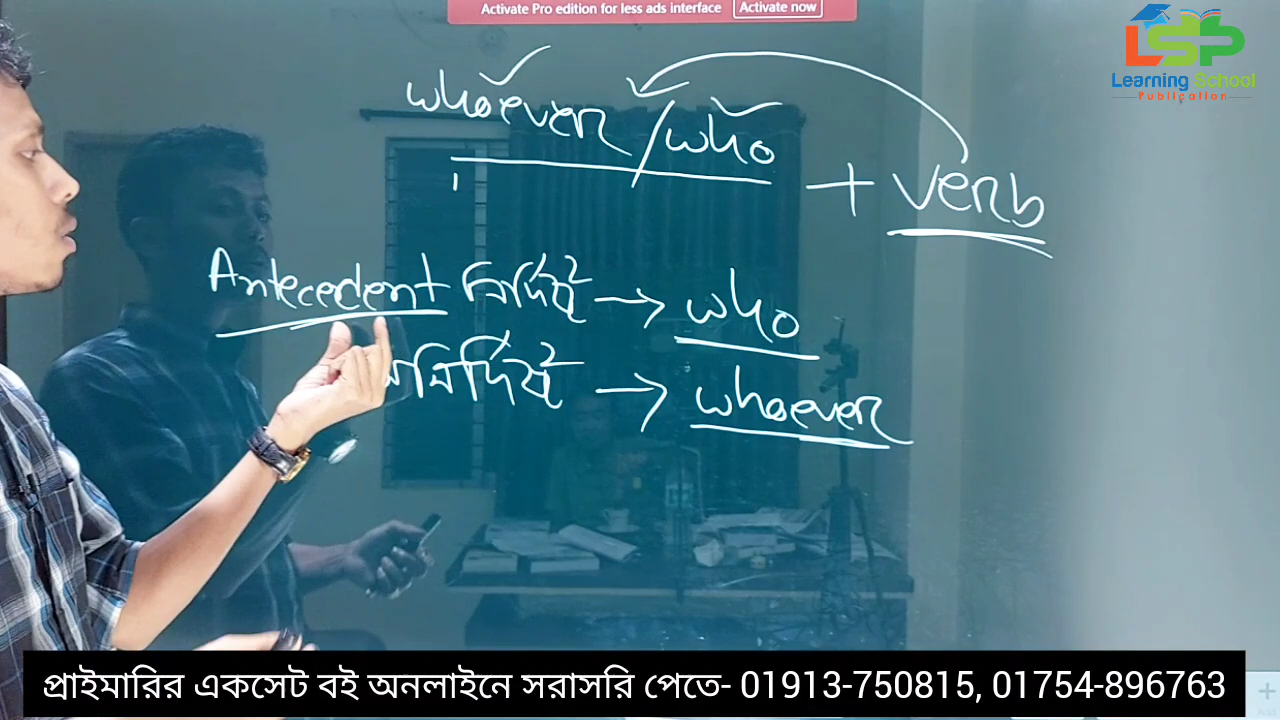 Activate Pro edition for less ads interface Activate now
LSP
Learning School
Publication
whoever / who + verb
Antecedent নির্দিষ্ট → who
অনির্দিষ্ট → whoever
প্রাইমারির একসেট বই অনলাইনে সরাসরি পেতে- 01913-750815, 01754-896763